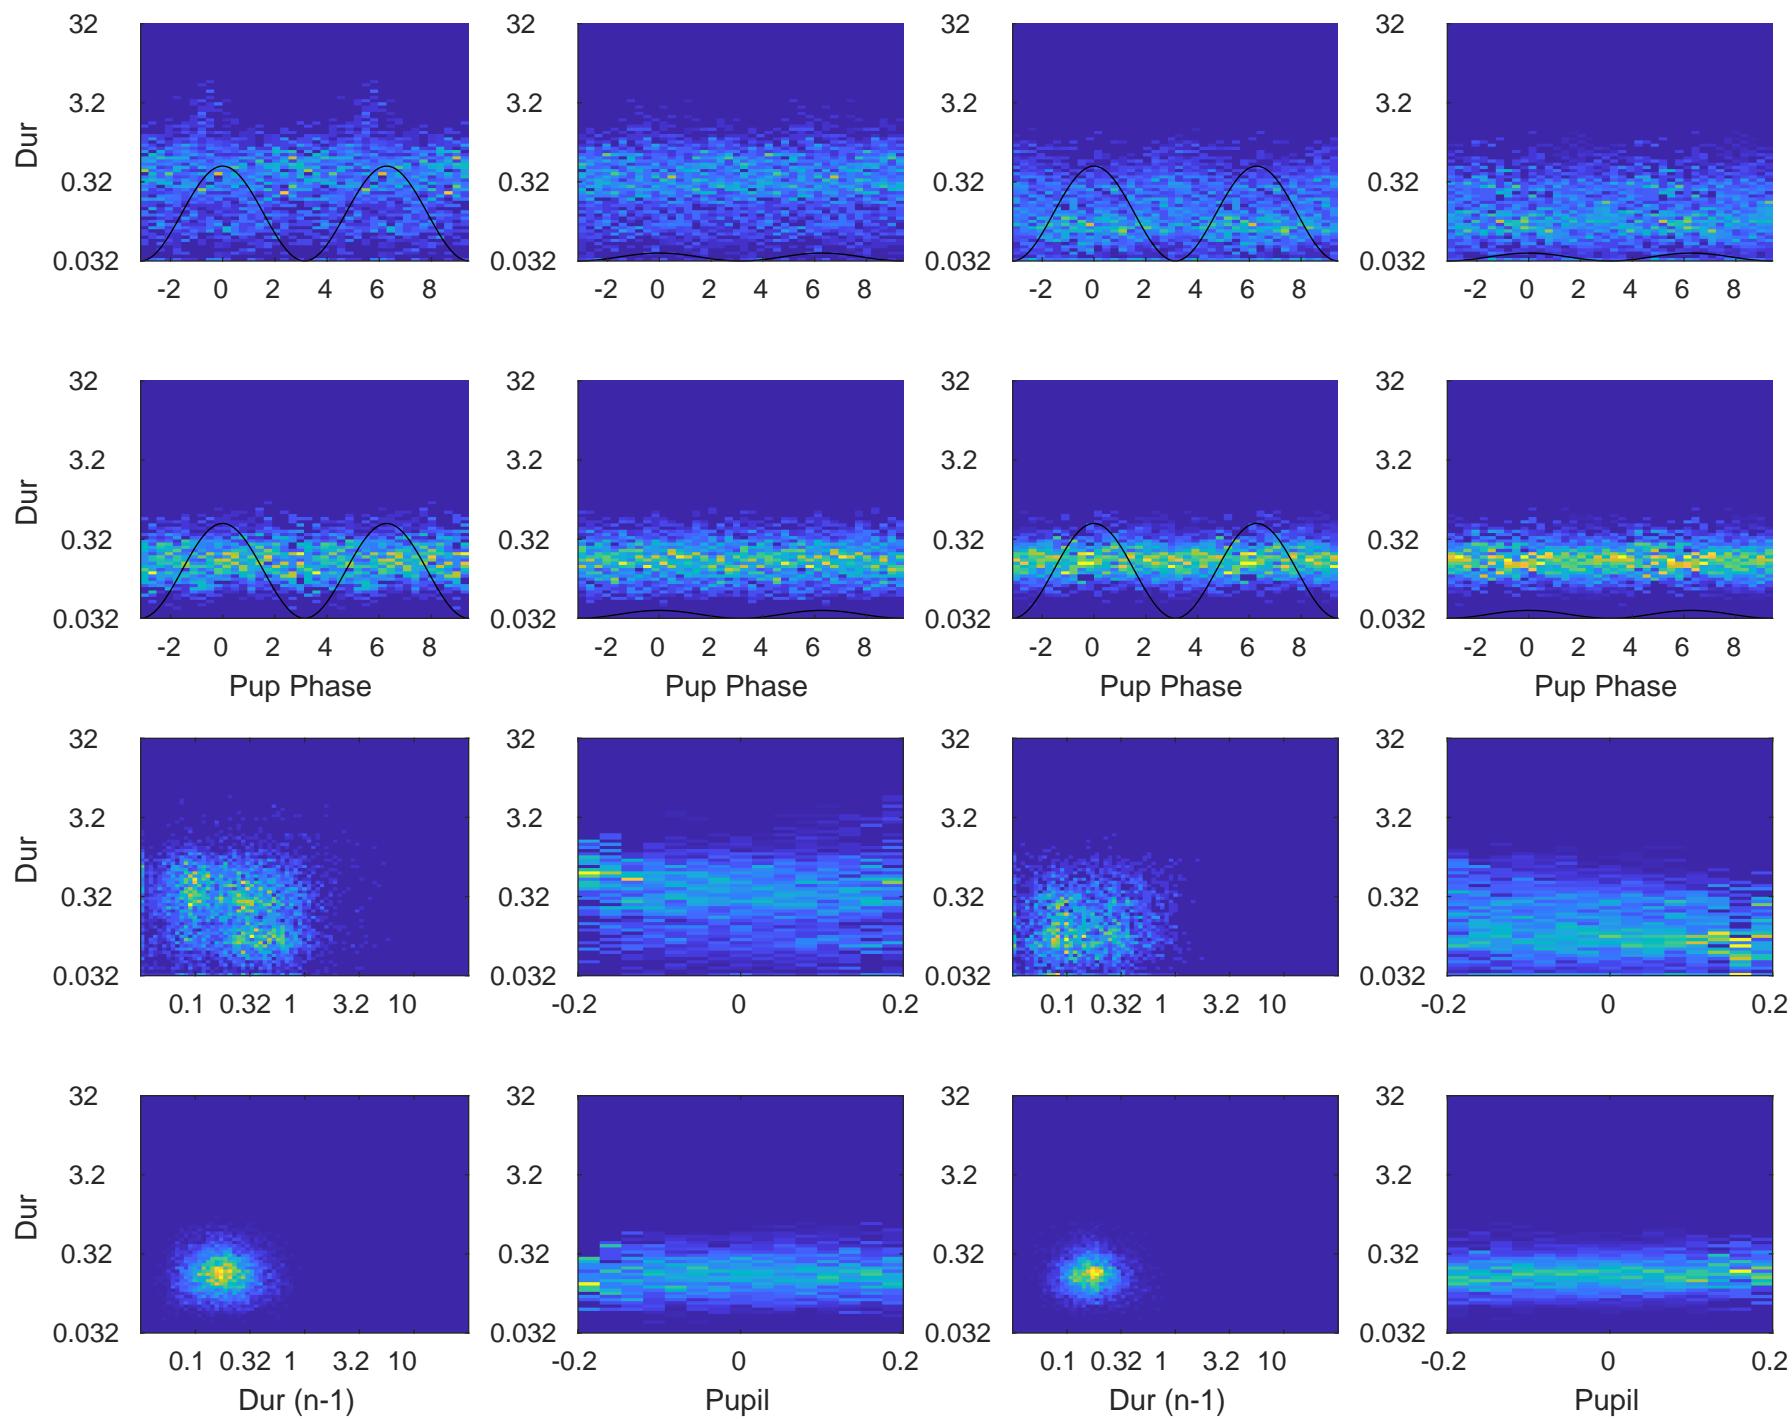 32 32 32 32
3.2 3.2 3.2 3.2
Dur
0.32 0.32 0.32 0.32
0.032 0.032 0.032 0.032
-2 0 2 4 6 8 -2 0 2 4 6 8 -2 0 2 4 6 8 -2 0 2 4 6 8
32 32 32 32
3.2 3.2 3.2 3.2
Dur
0.32 0.32 0.32 0.32
0.032 0.032 0.032 0.032
-2 0 2 4 6 8 -2 0 2 4 6 8 -2 0 2 4 6 8 -2 0 2 4 6 8
Pup Phase Pup Phase Pup Phase Pup Phase
32 32 32 32
3.2 3.2 3.2 3.2
Dur
0.32 0.32 0.32 0.32
0.032 0.032 0.032 0.032
0.1 0.32 1 3.2 10 -0.2 0 0.2 0.1 0.32 1 3.2 10 -0.2 0 0.2
32 32 32 32
3.2 3.2 3.2 3.2
Dur
0.32 0.32 0.32 0.32
0.032 0.032 0.032 0.032
0.1 0.32 1 3.2 10 -0.2 0 0.2 0.1 0.32 1 3.2 10 -0.2 0 0.2
Dur (n-1) Pupil Dur (n-1) Pupil